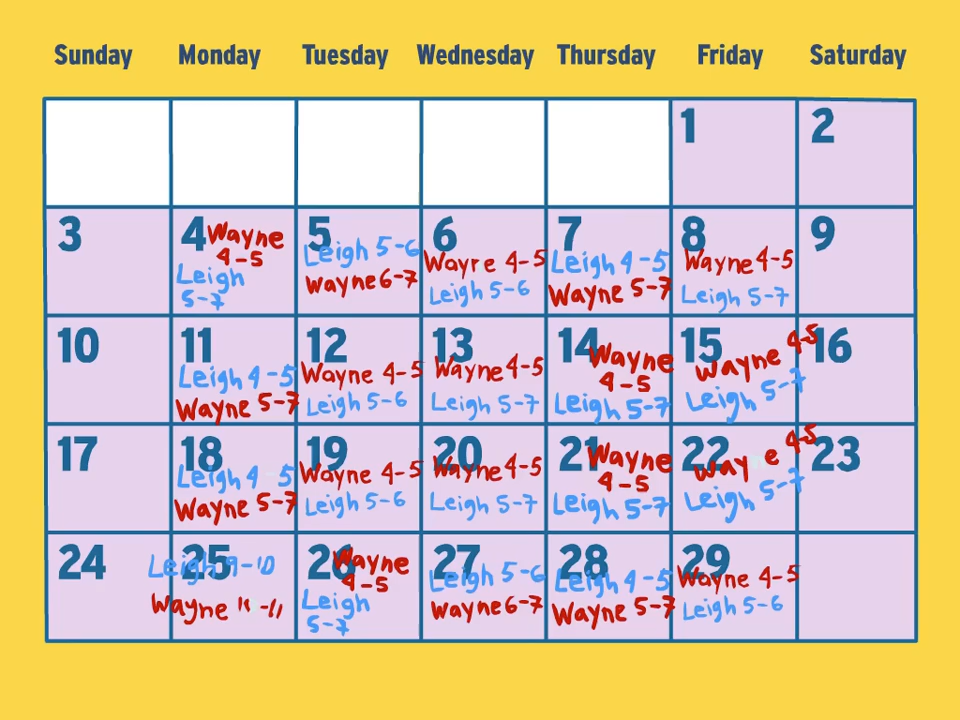 Sunday Monday Tuesday Wednesday Thursday Friday Saturday
1 2
3
4 Wayne
4-5
Leigh
5-7
5
Leigh 5-6
Wayne 6-7
6
Wayne 4-5
Leigh 5-6
7
Leigh 4-5
Wayne 5-7
8
Wayne 4-5
Leigh 5-7
9
10
11
Leigh 4-5
Wayne 5-7
12
Wayne 4-5
Leigh 5-6
13
Wayne 4-5
Leigh 5-7
14
Wayne
4-5
Leigh 5-7
15
Wayne 4-5
Leigh 5-7
16
17
18
Leigh 4-5
Wayne 5-7
19
Wayne 4-5
Leigh 5-6
20
Wayne 4-5
Leigh 5-7
21
Wayne
4-5
Leigh 5-7
22
Way e 4-5
Leigh 5-7
23
24
25
Leigh 9-10
Wayne
26
Wayne
4-5
Leigh
5-7
27
Leigh 5-6
Wayne 6-7
28
Leigh 4-5
Wayne 5-7
29
Wayne 4-5
Leigh 5-6